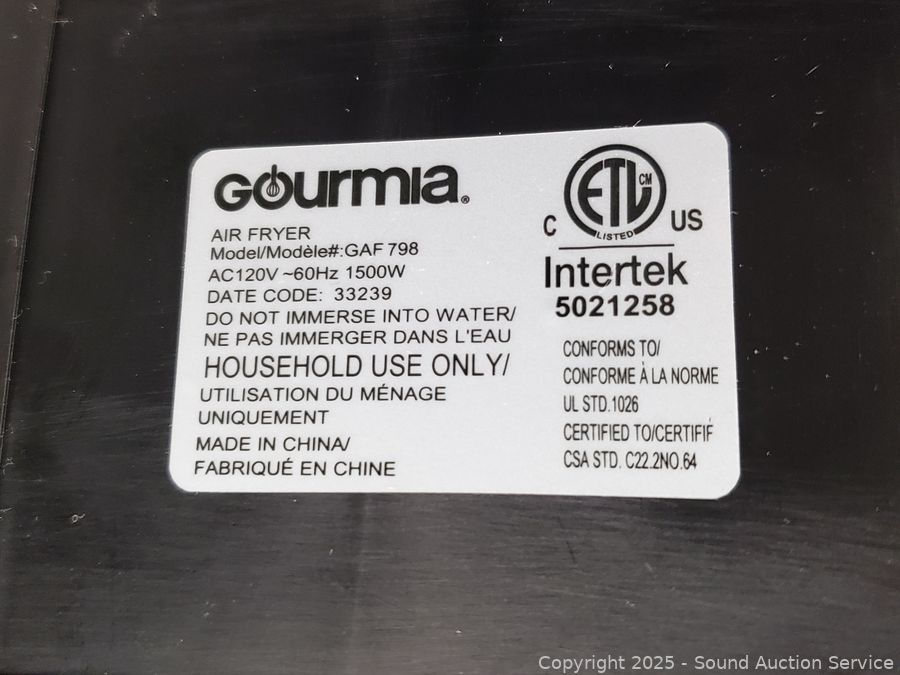 Gourmia®
AIR FRYER
Model/Modèle#:GAF 798
AC120V ~60Hz 1500W
DATE CODE: 33239
DO NOT IMMERSE INTO WATER/
NE PAS IMMERGER DANS L'EAU
HOUSEHOLD USE ONLY/
UTILISATION DU MÉNAGE
UNIQUEMENT
MADE IN CHINA/
FABRIQUÉ EN CHINE
ETL CM
LISTED
C US
Intertek
5021258
CONFORMS TO/
CONFORME À LA NORME
UL STD.1026
CERTIFIED TO/CERTIFIF
CSA STD. C22.2NO.64
Copyright 2025 - Sound Auction Service